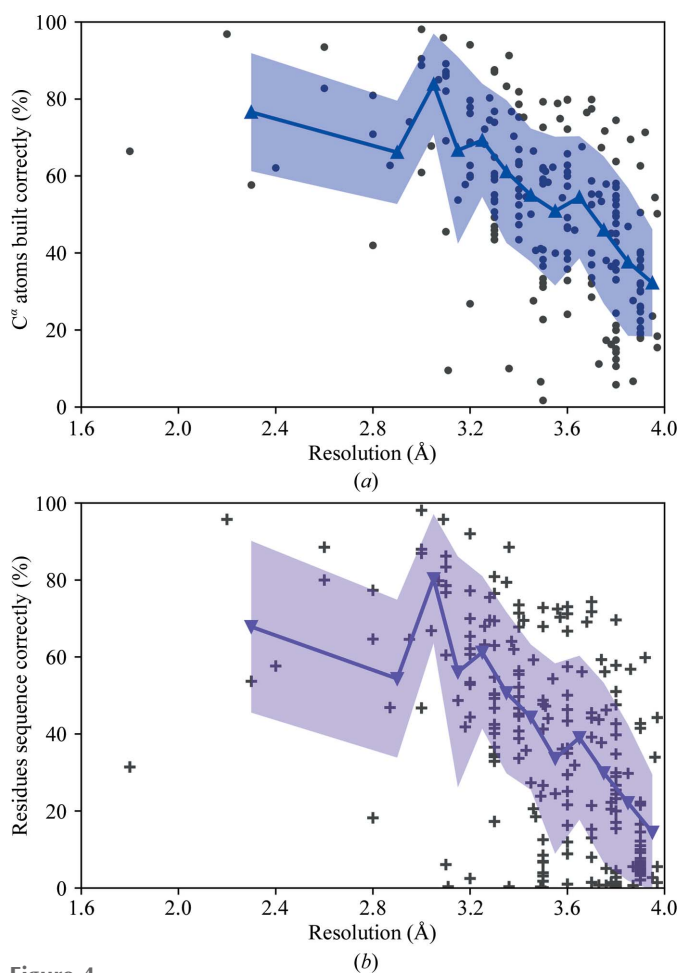 100
80
60
40
20
0
Cα atoms built correctly (%)
1.6 2.0 2.4 2.8 3.2 3.6 4.0
Resolution (Å)
(a)
100
80
60
40
20
0
Residues sequence correctly (%)
1.6 2.0 2.4 2.8 3.2 3.6 4.0
Resolution (Å)
(b)
Figure 4